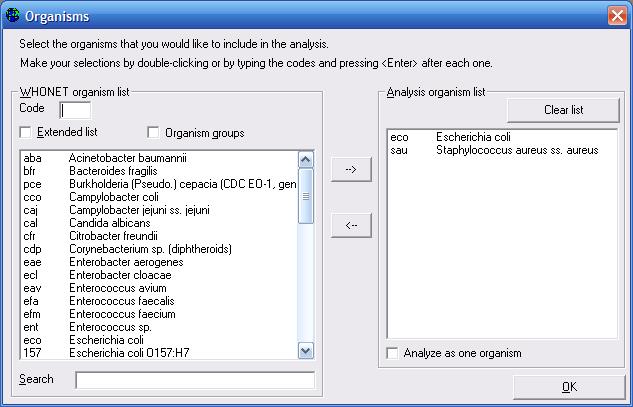 Organisms
Select the organisms that you would like to include in the analysis.
Make your selections by double-clicking or by typing the codes and pressing <Enter> after each one.
WHONET organism list
Code
Extended list
Organism groups
aba Acinetobacter baumannii
bfr Bacteroides fragilis
pce Burkholderia (Pseudo.) cepacia (CDC EO-1, gen
cco Campylobacter coli
caj Campylobacter jejuni ss. jejuni
cal Candida albicans
cfr Citrobacter freundii
cdp Corynebacterium sp. (diphtheroids)
eae Enterobacter aerogenes
ecl Enterobacter cloacae
eav Enterococcus avium
efa Enterococcus faecalis
efm Enterococcus faecium
ent Enterococcus sp.
eco Escherichia coli
157 Escherichia coli O157:H7
Search
-->
<--
Analysis organism list
Clear list
eco Escherichia coli
sau Staphylococcus aureus ss. aureus
Analyze as one organism
OK